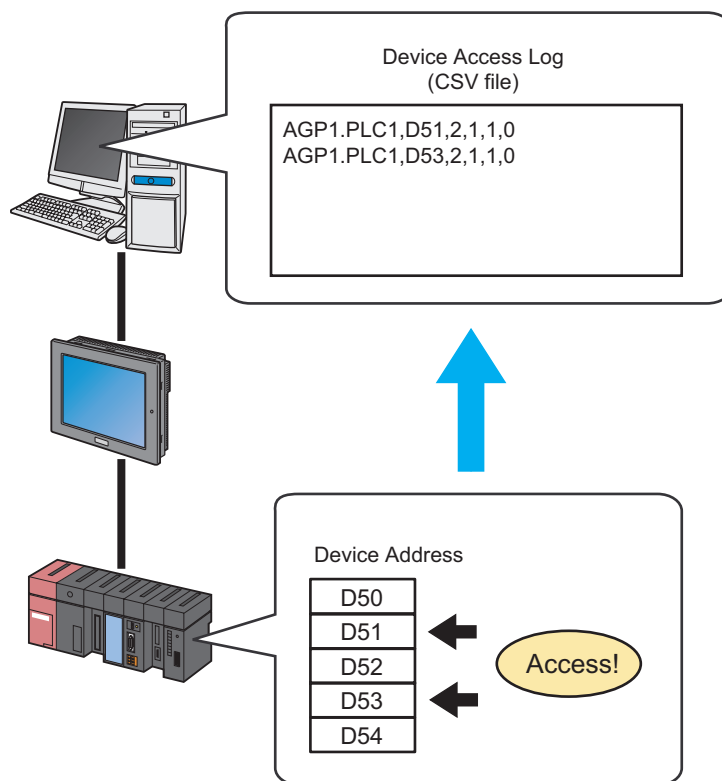 Device Access Log
(CSV file)
AGP1.PLC1,D51,2,1,1,0
AGP1.PLC1,D53,2,1,1,0
Device Address
D50
D51
D52
D53
D54
Access!